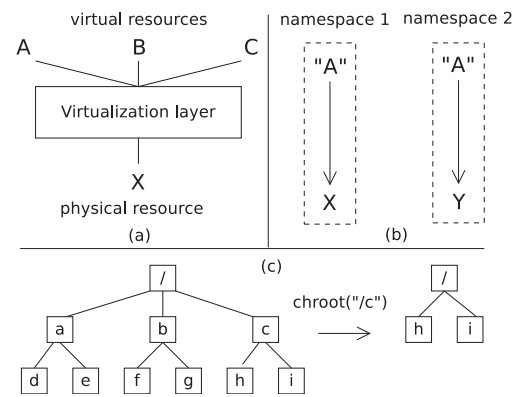 virtual resources
A B C
Virtualization layer
X
physical resource
(a)
namespace 1 namespace 2
"A" "A"
X Y
(b)
(c)
/
a b c
d e f g h i
chroot("/c")
/
h i